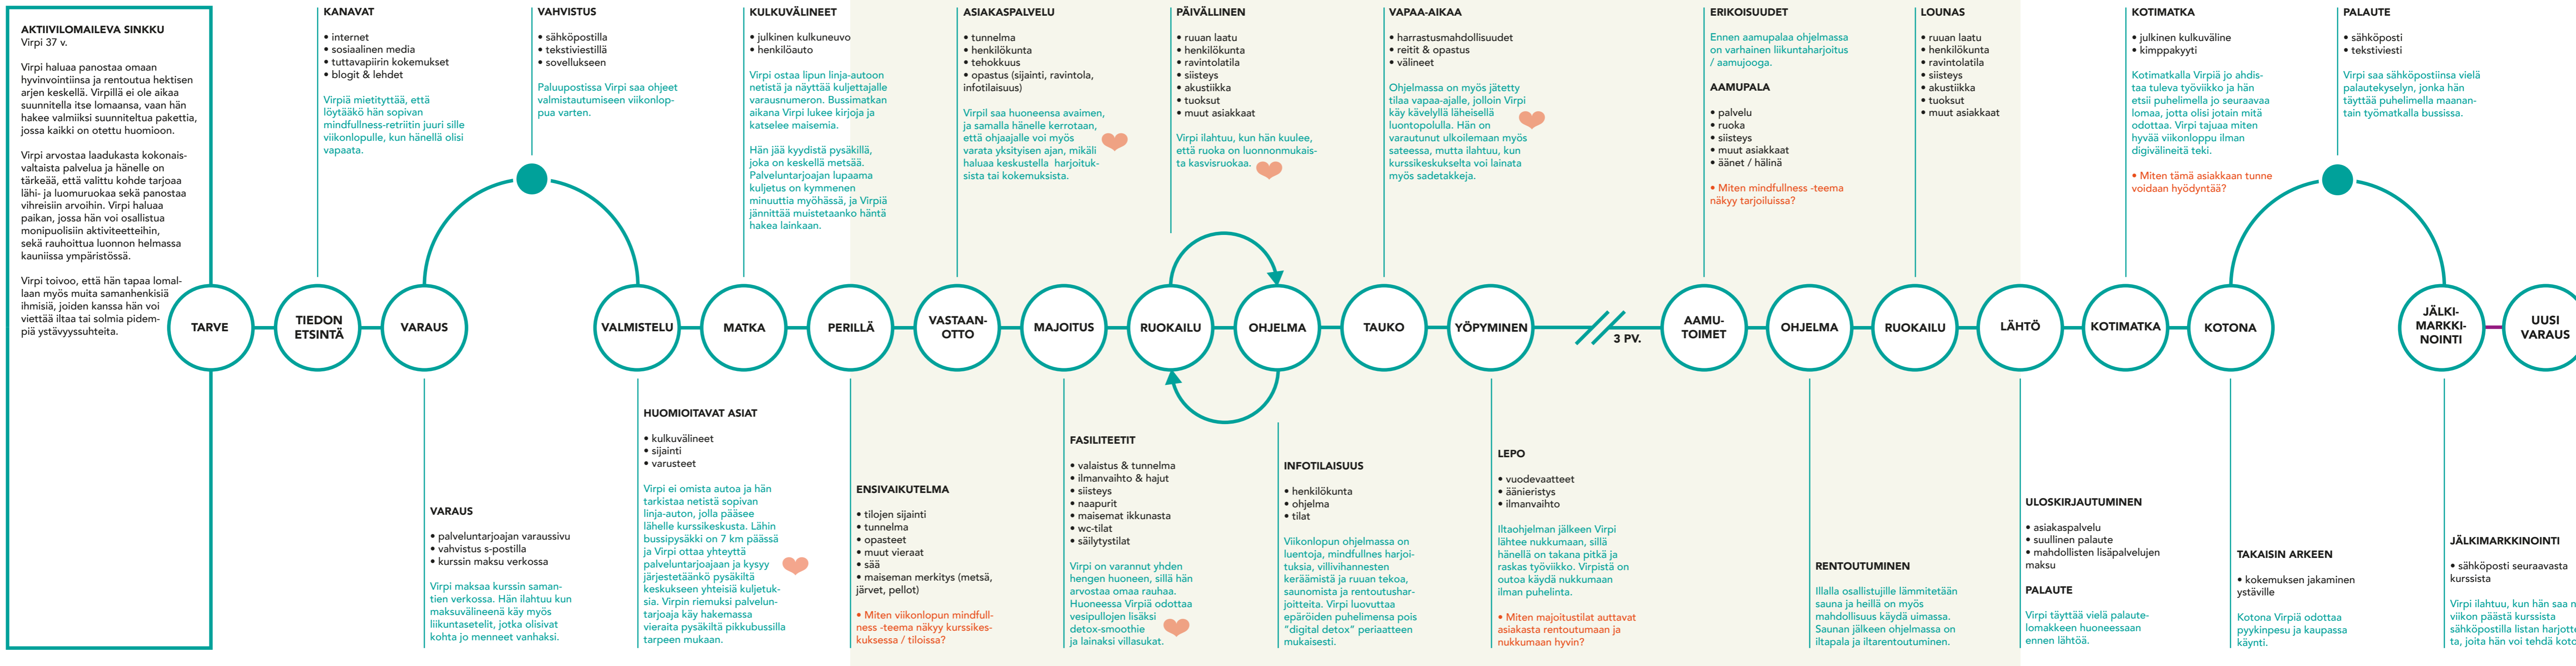 AKTIIVILOMAILEVA SINKKU
Virpi 37 v.
Virpi haluaa panostaa omaan
hyvinvointiinsa ja rentoutua hektisen
arjen keskellä. Virpillä ei ole aikaa
suunnitella itse lomaansa, vaan hän
hakee valmiiksi suunniteltua pakettia,
jossa kaikki on otettu huomioon.
Virpi arvostaa laadukasta kokonais-
valtaista palvelua ja hänelle on
tärkeää, että valittu kohde tarjoaa
lähi- ja luomuruokaa sekä panostaa
vihreisiin arvoihin. Virpi haluaa
paikan, jossa hän voi osallistua
monipuolisiin aktiviteetteihin,
sekä rauhoittua luonnon helmassa
kauniissa ympäristössä.
Virpi toivoo, että hän tapaa lomal-
laan myös muita samanhenkisiä
ihmisiä, joiden kanssa hän voi
viettää iltaa tai solmia pidem-
piä ystävyyssuhteita.
KANAVAT
• internet
• sosiaalinen media
• tuttavapiirin kokemukset
• blogit & lehdet
Virpiä mietityttää, että
löytääkö hän sopivan
mindfullness-retriitin juuri sille
viikonlopulle, kun hänellä olisi
vapaata.
VAHVISTUS
• sähköpostilla
• tekstiviestillä
• sovellukseen
Paluupostissa Virpi saa ohjeet
valmistautumiseen viikonlop-
pua varten.
KULKUVÄLINEET
• julkinen kulkuneuvo
• henkilöauto
Virpi ostaa lipun linja-autoon
netistä ja näyttää kuljettajalle
varausnumeron. Bussimatkan
aikana Virpi lukee kirjoja ja
katselee maisemia.
Hän jää kyydistä pysäkillä,
joka on keskellä metsää.
Palveluntarjoajan lupaama
kuljetus on kymmenen
minuuttia myöhässä, ja Virpiä
jännittää muistetaanko häntä
hakea lainkaan.
ASIAKASPALVELU
• tunnelma
• henkilökunta
• tehokkuus
• opastus (sijainti, ravintola,
infotilaisuus)
Virpil saa huoneensa avaimen,
ja samalla hänelle kerrotaan,
että ohjaajalle voi myös
varata yksityisen ajan, mikäli
haluaa keskustella harjoituk-
sista tai kokemuksista.
PÄIVÄLLINEN
• ruuan laatu
• henkilökunta
• ravintolatila
• siisteys
• akustiikka
• tuoksut
• muut asiakkaat
Virpi ilahtuu, kun hän kuulee,
että ruoka on luonnonmukais-
ta kasvisruokaa.
VAPAA-AIKAA
• harrastusmahdollisuudet
• reitit & opastus
• välineet
Ohjelmassa on myös jätetty
tilaa vapaa-ajalle, jolloin Virpi
käy kävelyllä läheisellä
luontopolulla. Hän on
varautunut ulkoilemaan myös
sateessa, mutta ilahtuu, kun
kurssikeskukselta voi lainata
myös sadetakkeja.
ERIKOISUUDET
Ennen aamupalaa ohjelmassa
on varhainen liikuntaharjoitus
/ aamujooga.
AAMUPALA
• palvelu
• ruoka
• siisteys
• muut asiakkaat
• äänet / hälinä
• Miten mindfullness -teema
näkyy tarjoiluissa?
LOUNAS
• ruuan laatu
• henkilökunta
• ravintolatila
• siisteys
• akustiikka
• tuoksut
• muut asiakkaat
KOTIMATKA
• julkinen kulkuväline
• kimppakyyti
Kotimatkalla Virpiä jo ahdis-
taa tuleva työviikko ja hän
etsii puhelimella jo seuraavaa
lomaa, jotta olisi jotain mitä
odottaa. Virpi tajuaa miten
hyvää viikonloppu ilman
digivälineitä teki.
• Miten tämä asiakkaan tunne
voidaan hyödyntää?
PALAUTE
• sähköposti
• tekstiviesti
Virpi saa sähköpostiinsa vielä
palautekyselyn, jonka hän
täyttää puhelimella maanan-
tain työmatkalla bussissa.
TARVE
TIEDON
ETSINTÄ
VARAUS
VALMISTELU
MATKA
PERILLÄ
VASTAAN-
OTTO
MAJOITUS
RUOKAILU
OHJELMA
TAUKO
YÖPYMINEN
3 PV.
AAMU-
TOIMET
OHJELMA
RUOKAILU
LÄHTÖ
KOTIMATKA
KOTONA
JÄLKI-
MARKKI-
NOINTI
UUSI
VARAUS
VARAUS
• palveluntarjoajan varaussivu
• vahvistus s-postilla
• kurssin maksu verkossa
Virpi maksaa kurssin saman-
tien verkossa. Hän ilahtuu kun
maksuvälineenä käy myös
liikuntasetelit, jotka olisivat
kohta jo menneet vanhaksi.
HUOMIOITAVAT ASIAT
• kulkuvälineet
• sijainti
• varusteet
Virpi ei omista autoa ja hän
tarkistaa netistä sopivan
linja-auton, jolla pääsee
lähelle kurssikeskusta. Lähin
bussipysäkki on 7 km päässä
ja Virpi ottaa yhteyttä
palveluntarjoajaan ja kysyy
järjestetäänkö pysäkiltä
keskukseen yhteisiä kuljetuk-
sia. Virpin riemuksi palvelun-
tarjoaja käy hakemassa
vieraita pysäkiltä pikkubussilla
tarpeen mukaan.
ENSIVAIKUTELMA
• tilojen sijainti
• tunnelma
• opasteet
• muut vieraat
• sää
• maiseman merkitys (metsä,
järvet, pellot)
• Miten viikonlopun mindfull-
ness -teema näkyy kurssikes-
kuksessa / tiloissa?
FASILITEETIT
• valaistus & tunnelma
• ilmanvaihto & hajut
• siisteys
• naapurit
• maisemat ikkunasta
• wc-tilat
• säilytystilat
Virpi on varannut yhden
hengen huoneen, sillä hän
arvostaa omaa rauhaa.
Huoneessa Virpiä odottaa
vesipullojen lisäksi
detox-smoothie
ja lainaksi villasukat.
INFOTILAISUUS
• henkilökunta
• ohjelma
• tilat
Viikonlopun ohjelmassa on
luentoja, mindfullnes harjoi-
tuksia, villivihannesten
keräämistä ja ruuan tekoa,
saunomista ja rentoutushar-
joitteita. Virpi luovuttaa
epäröiden puhelimensa pois
”digital detox” periaatteen
mukaisesti.
LEPO
• vuodevaatteet
• äänieristys
• ilmanvaihto
Iltaohjelman jälkeen Virpi
lähtee nukkumaan, sillä
hänellä on takana pitkä ja
raskas työviikko. Virpistä on
outoa käydä nukkumaan
ilman puhelinta.
• Miten majoitustilat auttavat
asiakasta rentoutumaan ja
nukkumaan hyvin?
RENTOUTUMINEN
Illalla osallistujille lämmitetään
sauna ja heillä on myös
mahdollisuus käydä uimassa.
Saunan jälkeen ohjelmassa on
iltapala ja iltarentoutuminen.
ULOSKIRJAUTUMINEN
• asiakaspalvelu
• suullinen palaute
• mahdollisten lisäpalvelujen
maksu
PALAUTE
Virpi täyttää vielä palaute-
lomakkeen huoneessaan
ennen lähtöä.
TAKAISIN ARKEEN
• kokemuksen jakaminen
ystäville
Kotona Virpiä odottaa
pyykinpesu ja kaupassa
käynti.
JÄLKIMARKKINOINTI
• sähköposti seuraavasta
kurssista
Virpi ilahtuu, kun hän saa
viikon päästä kurssista
sähköpostilla listan
ta, joita hän voi tehdä